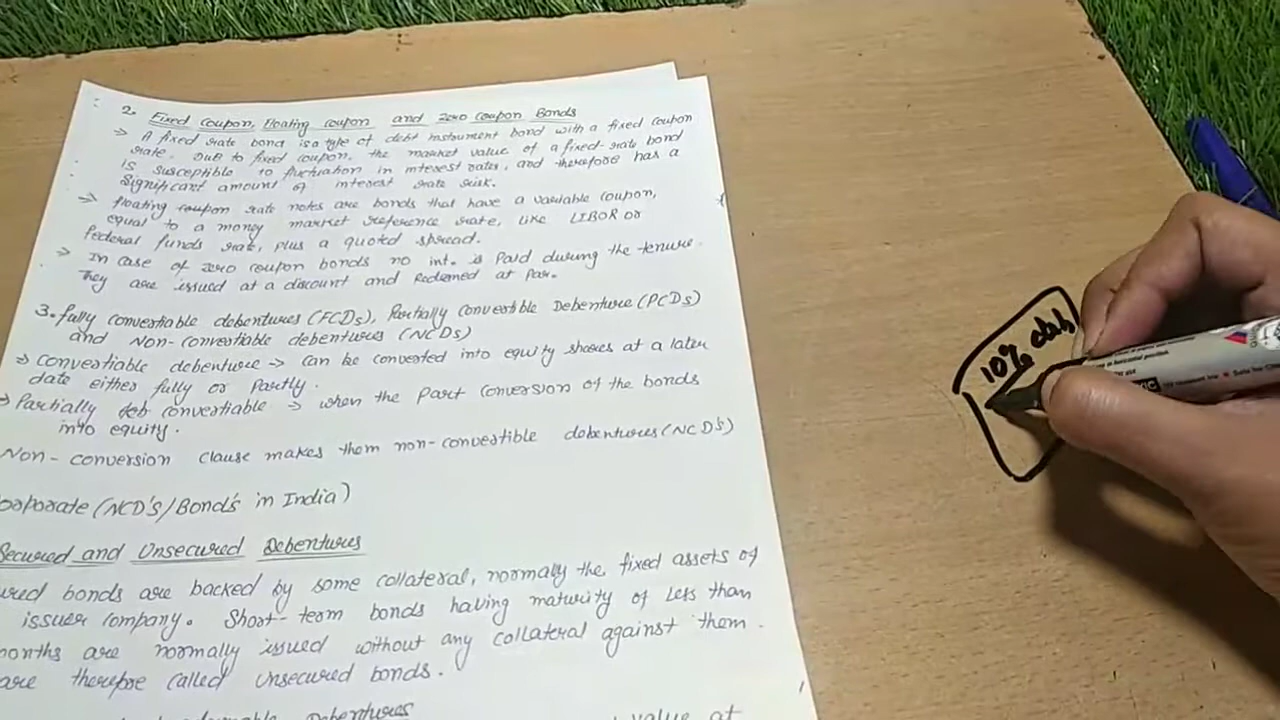 2. Fixed Coupon, Floating coupon and zero coupon Bonds
→ A fixed rate bond is a type of debt instrument bond with a fixed coupon
rate. Due to fixed coupon, the market value of a fixed-rate bond
is susceptible to fluctuation in interest rates, and therefore has a
significant amount of interest rate risk.
→ floating coupon rate notes are bonds that have a variable coupon,
equal to a money market reference rate, like LIBOR or
federal funds rate, plus a quoted spread.
→ In case of zero coupon bonds no int. is Paid during the tenure.
They are issued at a discount and Redeemed at Par.
3. fully convertiable debentures (FCDs), Partially Convertible Debenture (PCDs)
and Non-convertiable debentures (NCDs)
→ convertiable debenture → can be converted into equity shares at a later
date either fully or Partly.
→ Partially convertiable → when the Part conversion of the bonds
into equity.
Non-conversion clause makes them non-convertible debentures (NCD's)
orporate (NCD's/Bond's in India)
Secured and Unsecured Debentures
ured bonds are backed by some collateral, normally the fixed assets of
issuer company. Short-term bonds having maturity of Less than
months are normally issued without any collateral against them.
are therefore called unsecured bonds.
Debentures
value at
10%